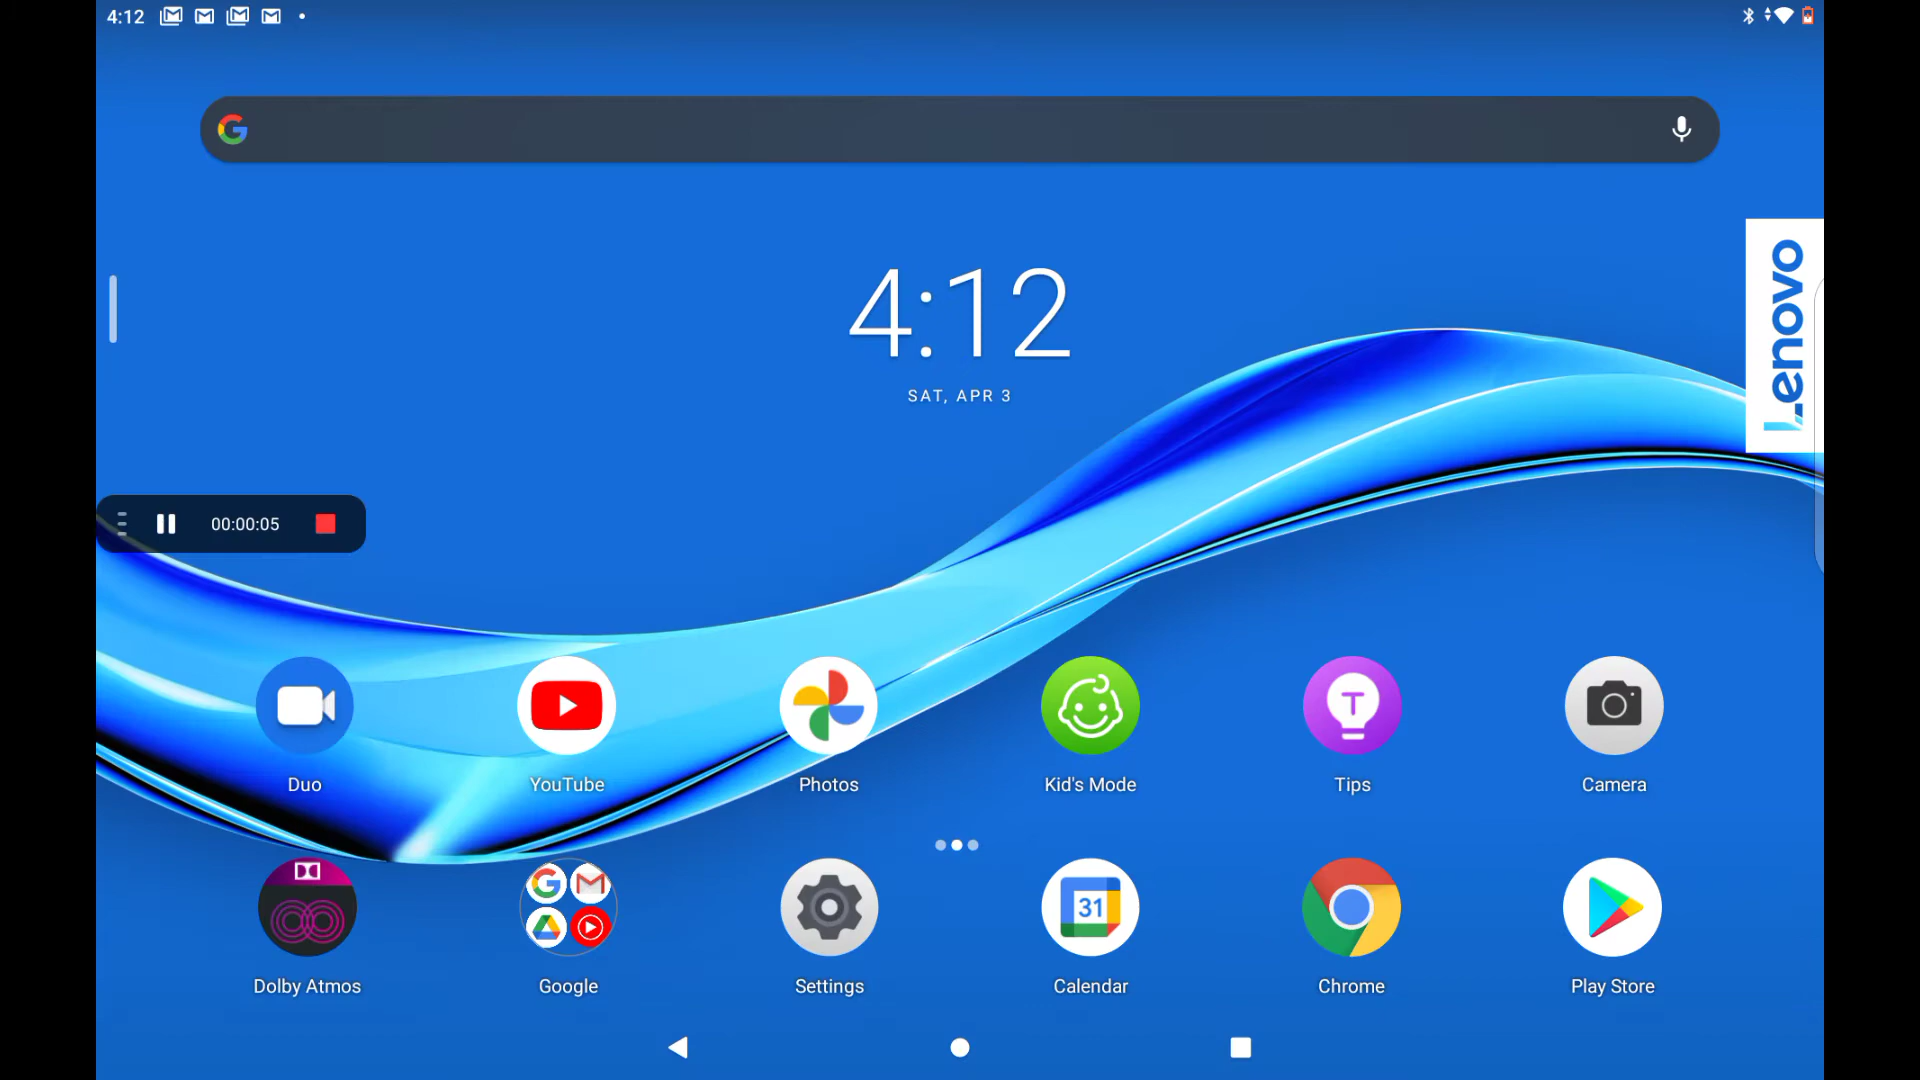 4:12
4:12
SAT, APR 3
Lenovo
00:00:05
Duo
YouTube
Photos
Kid's Mode
T
Tips
Camera
Dolby Atmos
Google
Settings
31
Calendar
Chrome
Play Store